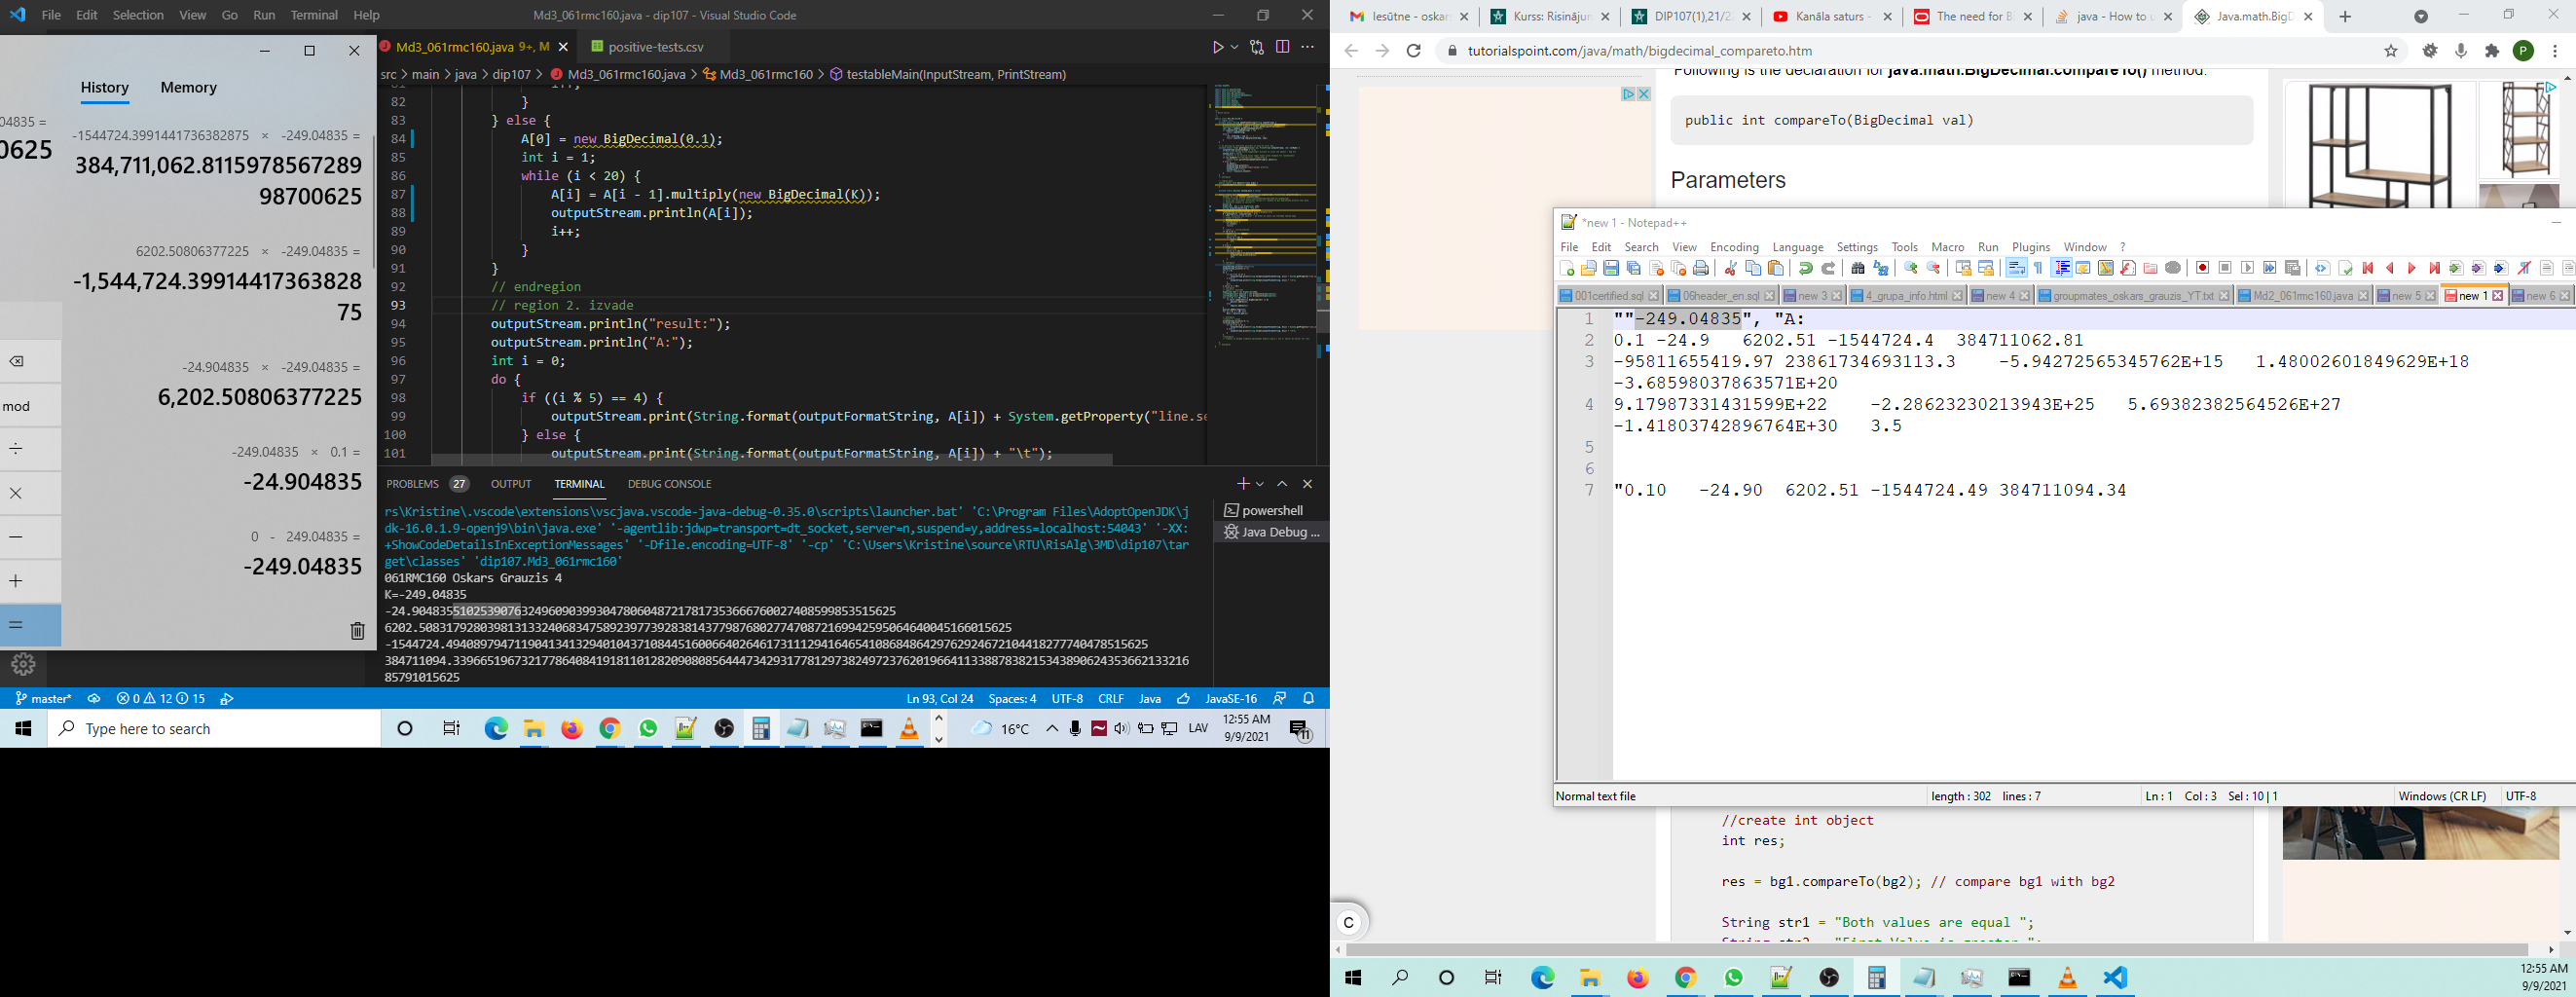 File Edit Selection View Go Run Terminal Help
Md3_061rmc160.java - dip107 - Visual Studio Code
History Memory
04835 =
0625
-1544724.3991441736382875 × -249.04835 =
384,711,062.8115978567289
98700625
6202.50806377225 × -249.04835 =
-1,544,724.39914417363828
75
-24.904835 × -249.04835 =
6,202.50806377225
-249.04835 × 0.1 =
-24.904835
0 - 249.04835 =
-249.04835
mod
÷
×
−
+
=
Md3_061rmc160.java 9+, M
positive-tests.csv
src > main > java > dip107 > Md3_061rmc160.java > Md3_061rmc160 > testableMain(InputStream, PrintStream)
82 }
83 } else {
84 A[0] = new BigDecimal(0.1);
85 int i = 1;
86 while (i < 20) {
87 A[i] = A[i - 1].multiply(new BigDecimal(K));
88 outputStream.println(A[i]);
89 i++;
90 }
91 }
92 // endregion
93 // region 2. izvade
94 outputStream.println("result:");
95 outputStream.println("A:");
96 int i = 0;
97 do {
98 if ((i % 5) == 4) {
99 outputStream.print(String.format(outputFormatString, A[i]) + System.getProperty("line.se
100 } else {
101 outputStream.print(String.format(outputFormatString, A[i]) + "\t");
PROBLEMS 27 OUTPUT TERMINAL DEBUG CONSOLE
powershell
Java Debug ...
rs\Kristine\.vscode\extensions\vscjava.vscode-java-debug-0.35.0\scripts\launcher.bat' 'C:\Program Files\AdoptOpenJDK\j
dk-16.0.1.9-openj9\bin\java.exe' '-agentlib:jdwp=transport=dt_socket,server=n,suspend=y,address=localhost:54043' '-XX:
+ShowCodeDetailsInExceptionMessages' '-Dfile.encoding=UTF-8' '-cp' 'C:\Users\Kristine\source\RTU\RisAlg\3MD\dip107\tar
get\classes' 'dip107.Md3_061rmc160'
061RMC160 Oskars Grauzis 4
K=-249.04835
85791015625
master* 0 12 15
Ln 93, Col 24 Spaces: 4 UTF-8 CRLF Java JavaSE-16
Type here to search
16°C LAV 12:55 AM
9/9/2021
11
Iesūtne - oskar
Kurss: Risināju
DIP107(1),21/2
Kanāla saturs -
The need for B
java - How to u
Java.math.BigD
tutorialspoint.com/java/math/bigdecimal_compareto.htm
P
Following is the declaration for java.math.BigDecimal.compareTo() method.
public int compareTo(BigDecimal val)
Parameters
*new 1 - Notepad++
File Edit Search View Encoding Language Settings Tools Macro Run Plugins Window ?
001certified.sql 06header_en.sql new 3 4_grupa_info.html new 4 groupmates_oskars_grauzis_YT.txt Md2_061rmc160.java new 5 new 1 new 6
1 ""-249.04835", "A:
2 0.1 -24.9 6202.51 -1544724.4 384711062.81
3 -95811655419.97 23861734693113.3 -5.94272565345762E+15 1.48002601849629E+18
-3.68598037863571E+20
4 9.17987331431599E+22 -2.28623230213943E+25 5.69382382564526E+27
-1.41803742896764E+30 3.5
5
6
7 "0.10 -24.90 6202.51 -1544724.49 384711094.34
Normal text file length : 302 lines : 7 Ln : 1 Col : 3 Sel : 10 | 1 Windows (CR LF) UTF-8
//create int object
int res;
res = bg1.compareTo(bg2); // compare bg1 with bg2
String str1 = "Both values are equal ";
C
12:55 AM
9/9/2021